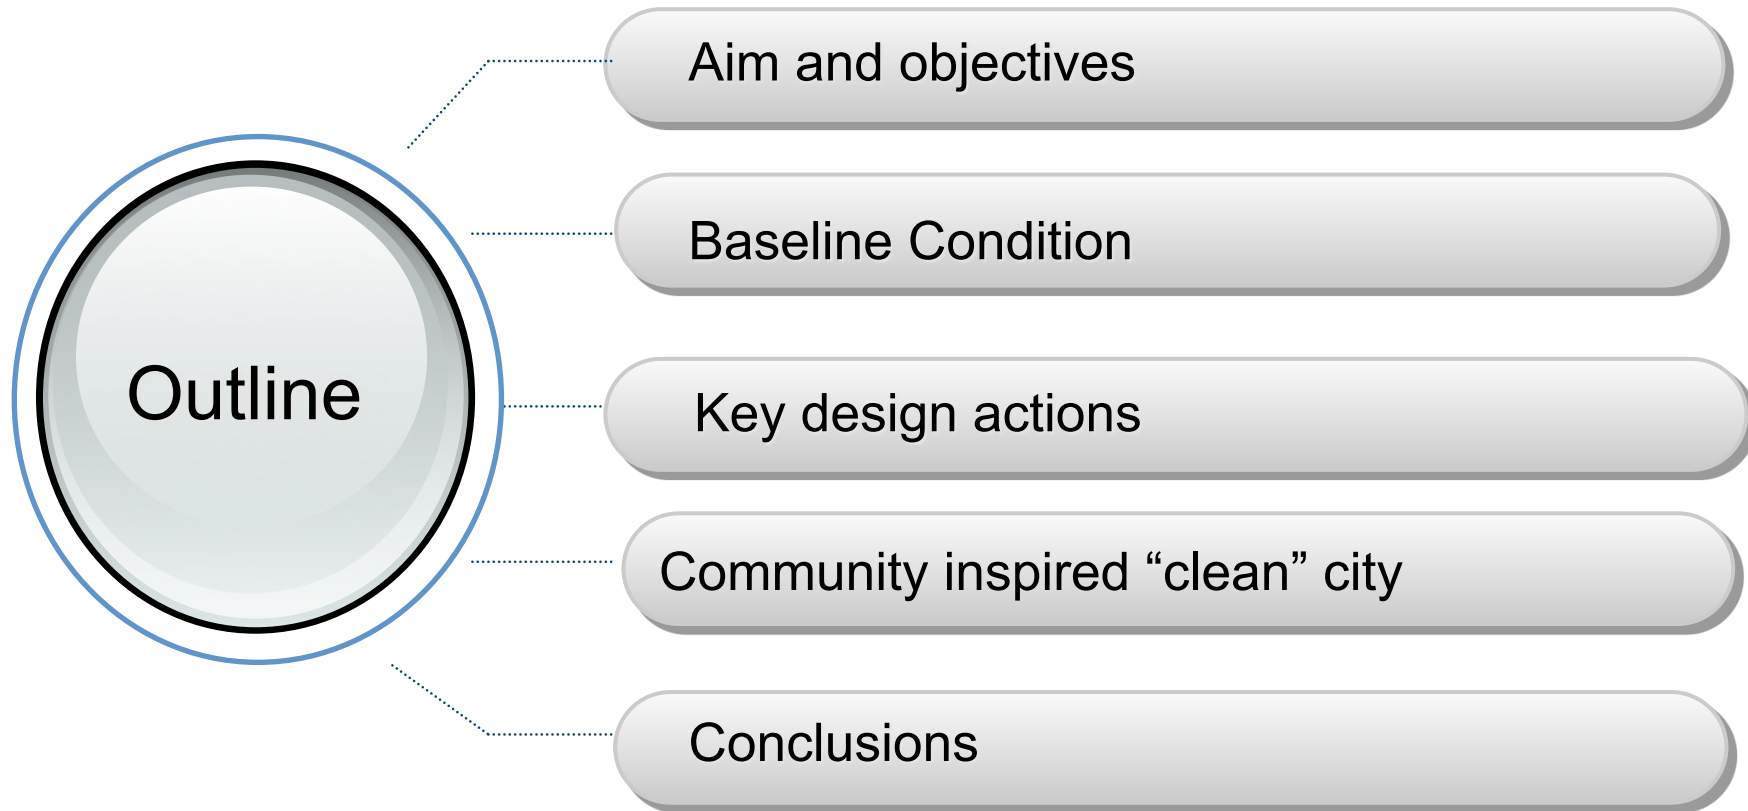 Outline
Aim and objectives
Baseline Condition
Key design actions
Community inspired “clean” city
Conclusions